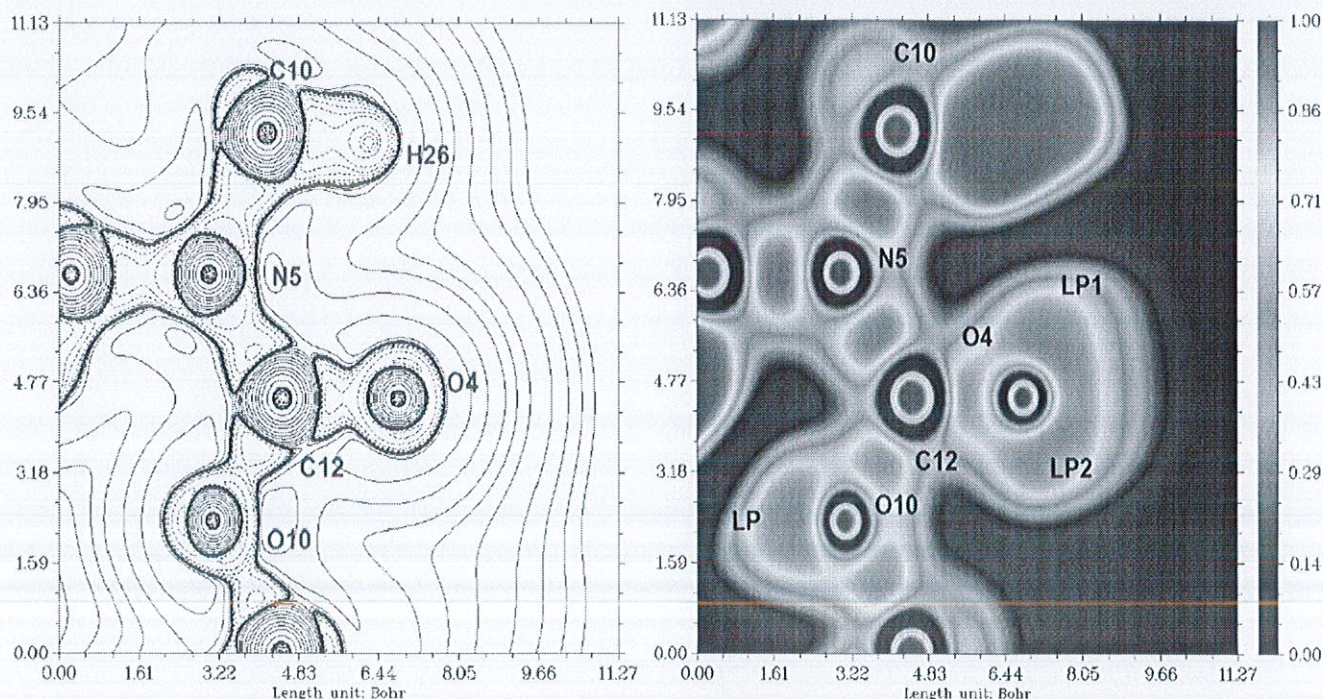 11.13
9.54
7.95
6.36
4.77
3.18
1.59
0.00
0.00 1.61 3.22 4.83 6.44 8.05 9.66 11.27
Length unit: Bohr
C10
H26
N5
O4
C12
O10
C10
N5
LP1
O4
LP2
C12
O10
LP
11.13
9.54
7.95
6.36
4.77
3.18
1.59
0.00
0.00 1.61 3.22 4.83 6.44 8.05 9.66 11.27
Length unit: Bohr
1.00
0.96
0.71
0.57
0.43
0.29
0.14
0.00